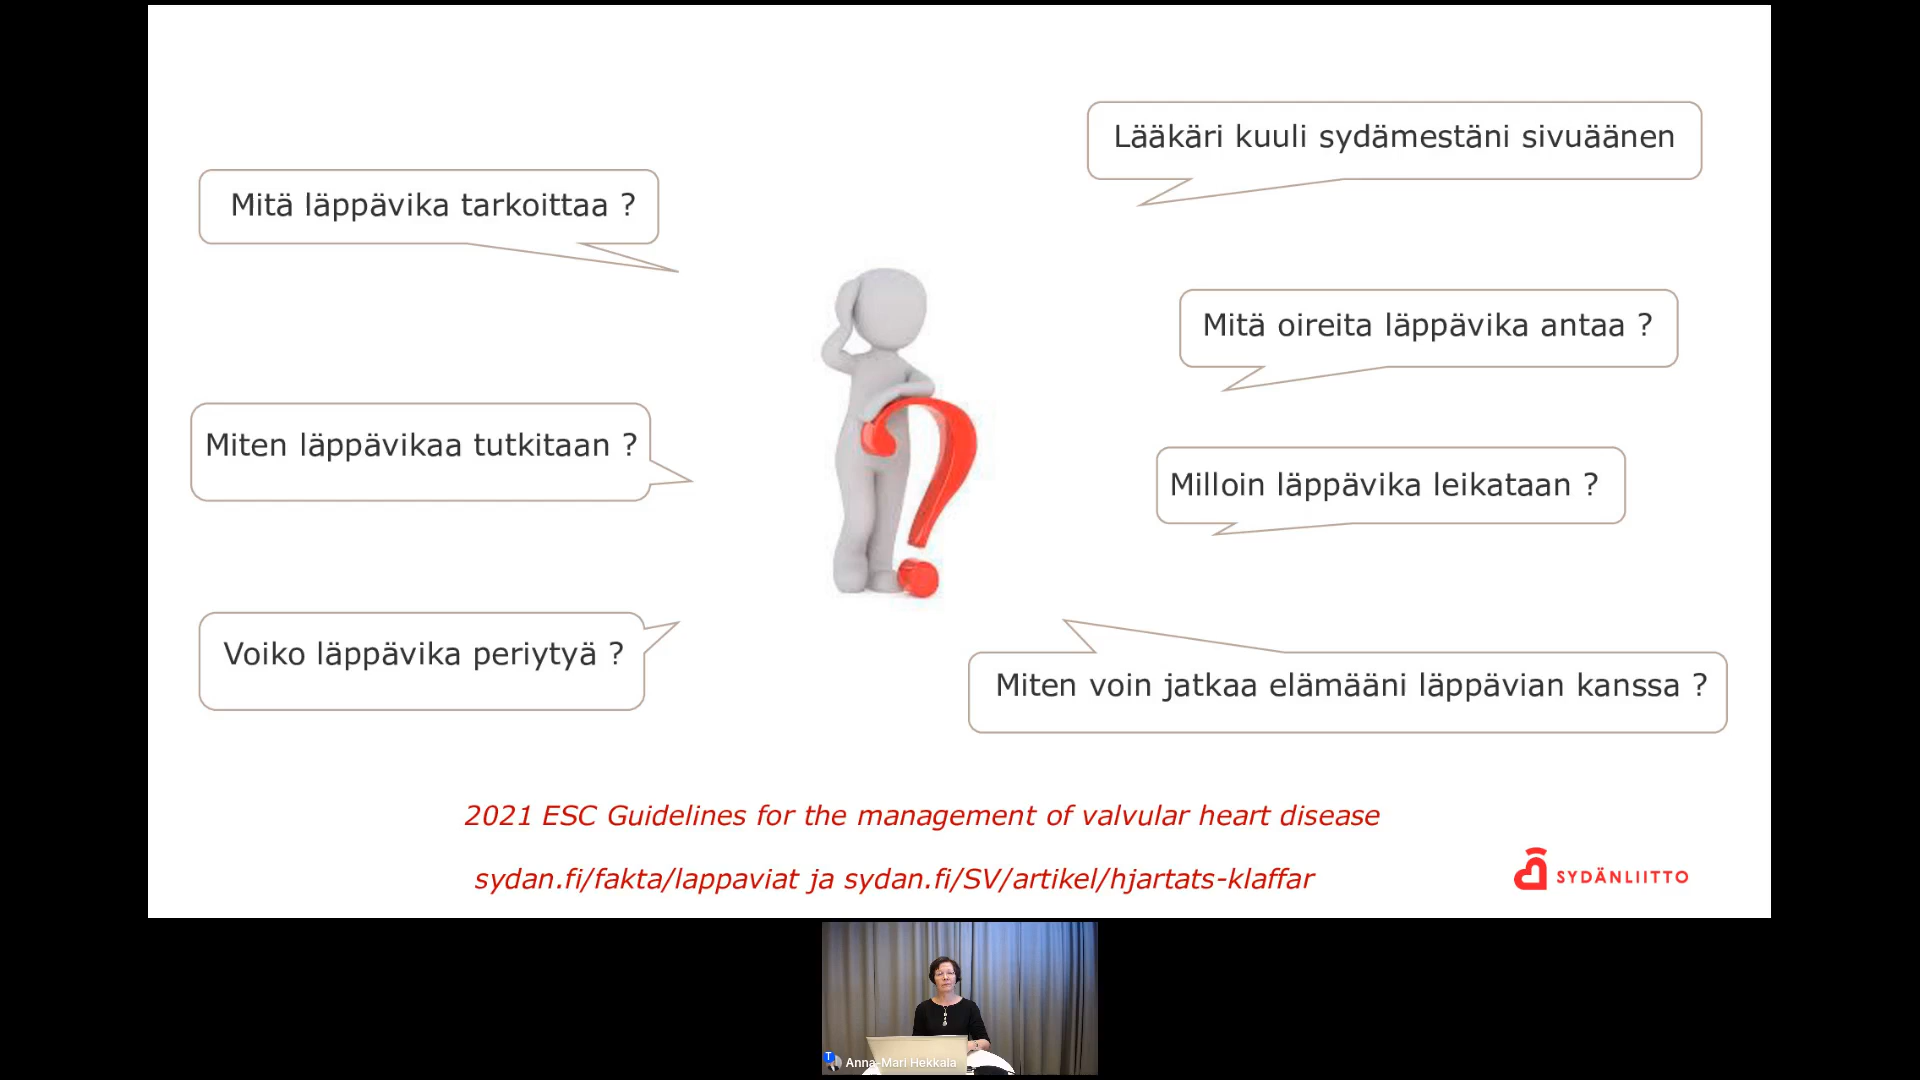 Lääkäri kuuli sydämestäni sivuäänen
Mitä läppävika tarkoittaa ?
Mitä oireita läppävika antaa ?
Miten läppävikaa tutkitaan ?
Milloin läppävika leikataan ?
Voiko läppävika periytyä ?
Miten voin jatkaa elämääni läppävian kanssa ?
2021 ESC Guidelines for the management of valvular heart disease
sydan.fi/fakta/lappaviat ja sydan.fi/SV/artikel/hjartats-klaffar
SYDÄNLIITTO
T
Anna-Mari Hekkala